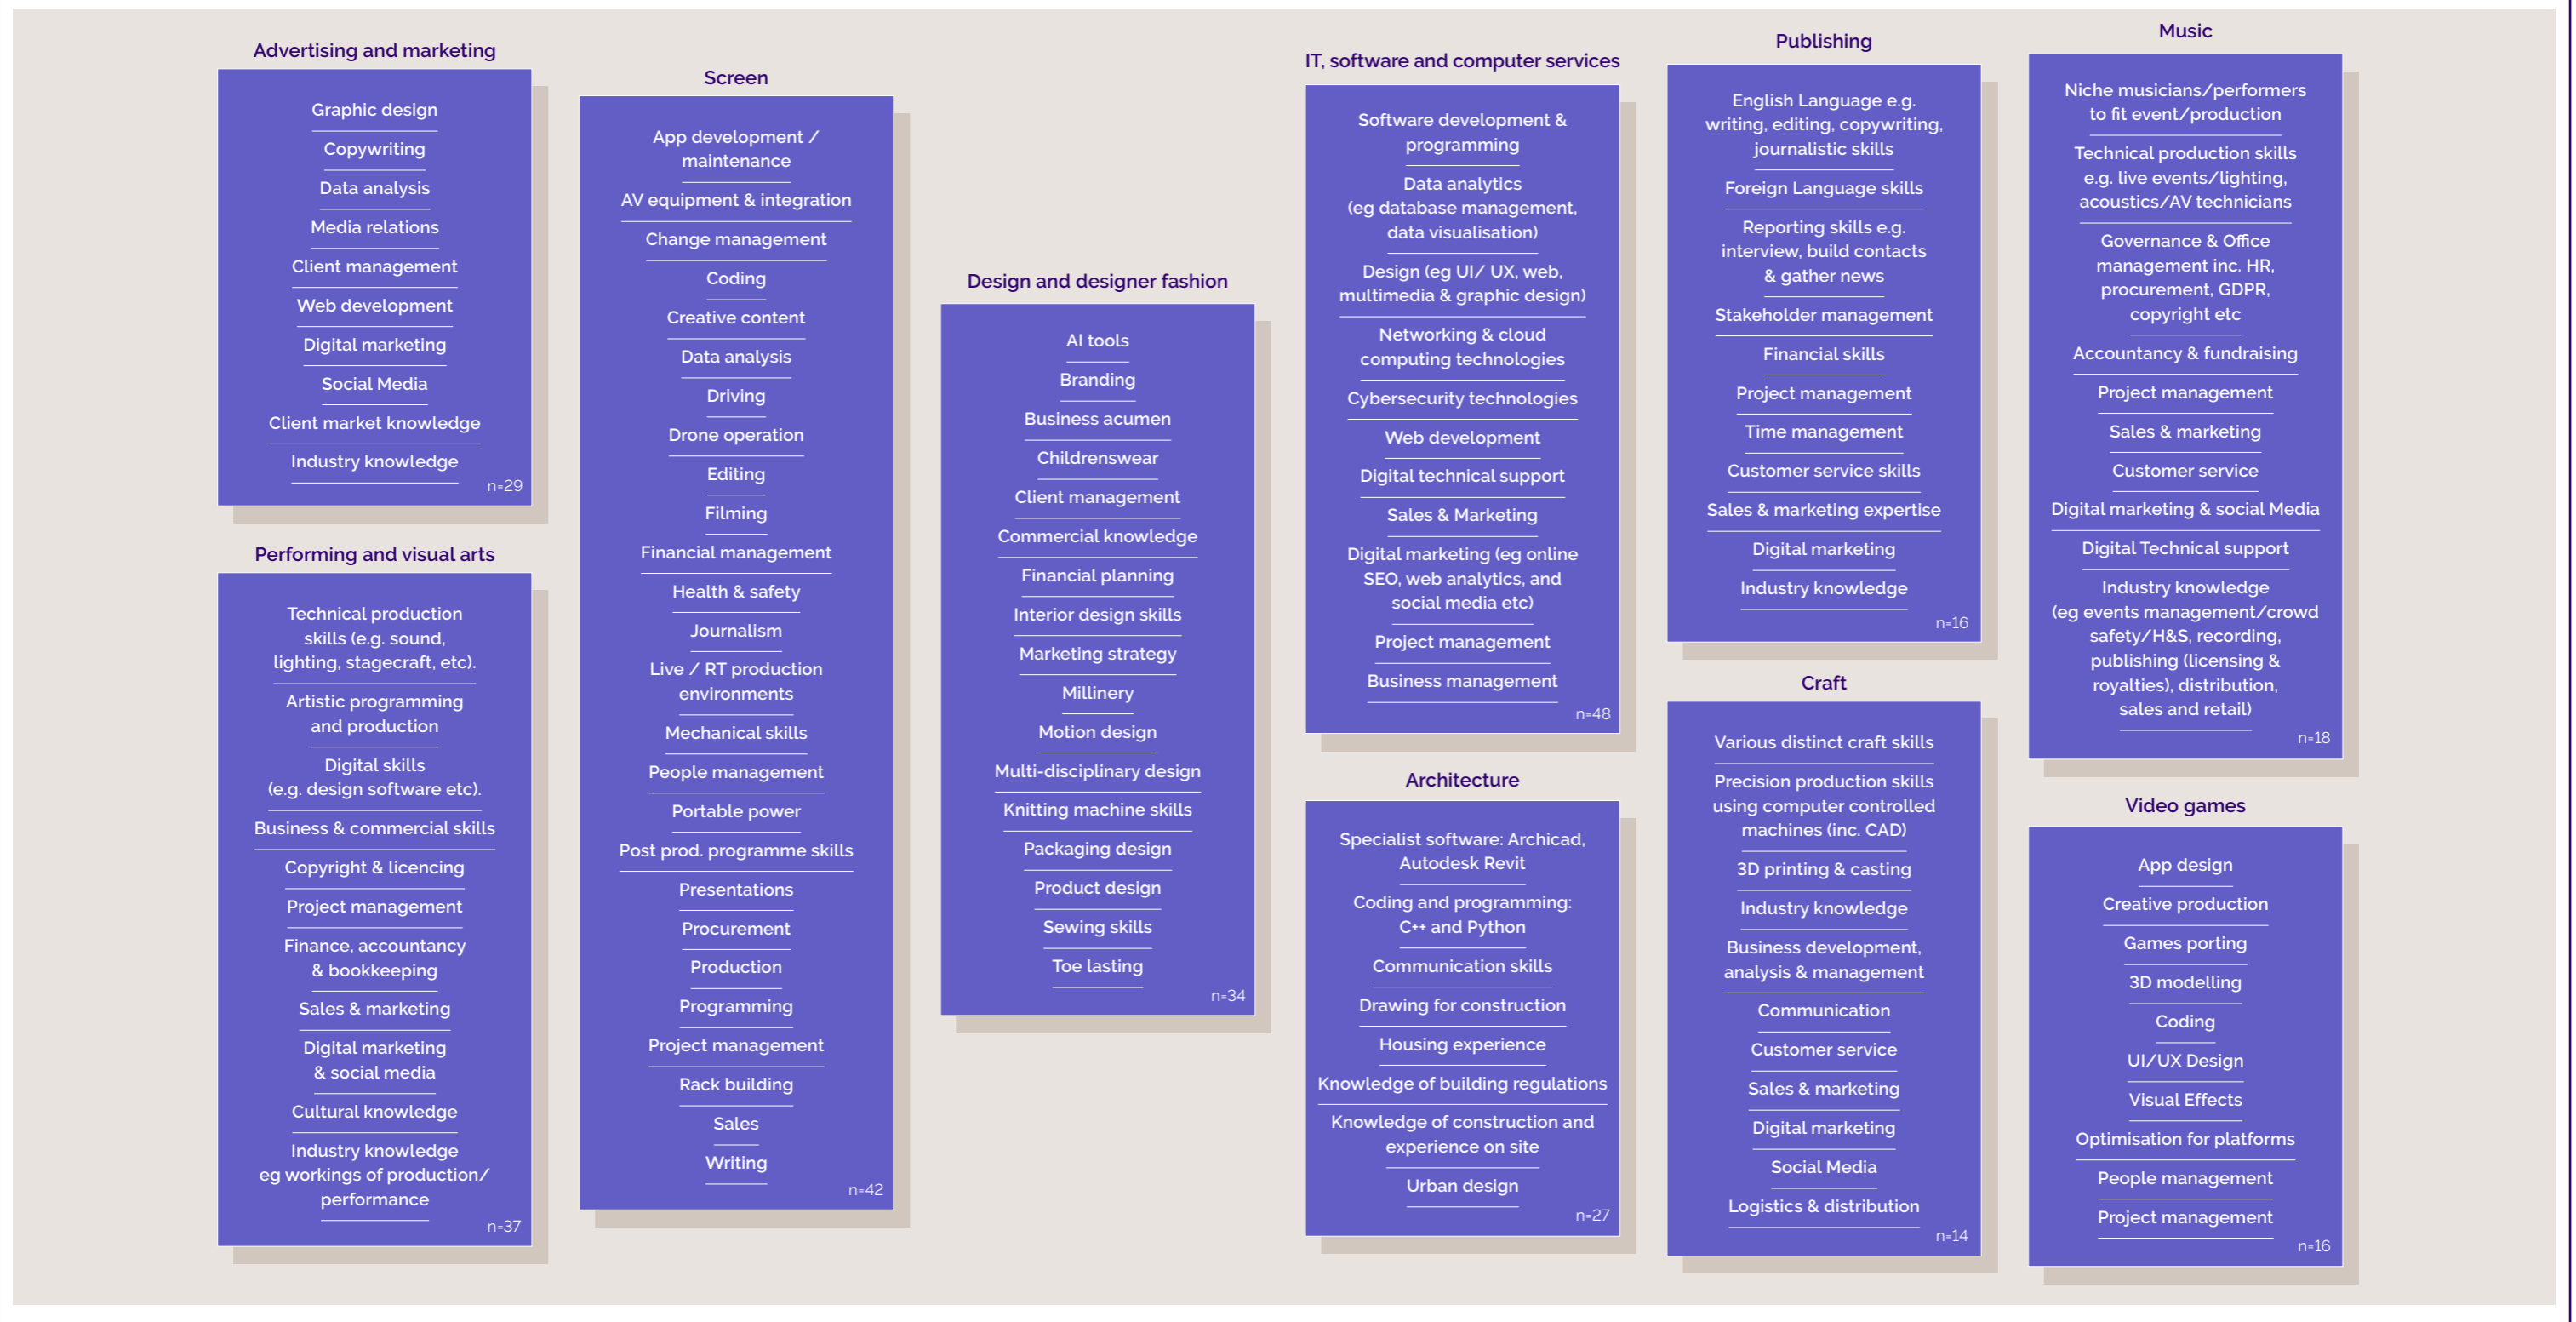 Advertising and marketing
Graphic design
Copywriting
Data analysis
Media relations
Client management
Web development
Digital marketing
Social Media
Client market knowledge
Industry knowledge
n=29
Performing and visual arts
Technical production
skills (e.g. sound,
lighting, stagecraft, etc).
Artistic programming
and production
Digital skills
(e.g. design software etc).
Business & commercial skills
Copyright & licencing
Project management
Finance, accountancy
& bookkeeping
Sales & marketing
Digital marketing
& social media
Cultural knowledge
Industry knowledge
eg workings of production/
performance
n=37
Screen
App development /
maintenance
AV equipment & integration
Change management
Coding
Creative content
Data analysis
Driving
Drone operation
Editing
Filming
Financial management
Health & safety
Journalism
Live / RT production
environments
Mechanical skills
People management
Portable power
Post prod. programme skills
Presentations
Procurement
Production
Programming
Project management
Rack building
Sales
Writing
n=42
Design and designer fashion
AI tools
Branding
Business acumen
Childrenswear
Client management
Commercial knowledge
Financial planning
Interior design skills
Marketing strategy
Millinery
Motion design
Multi-disciplinary design
Knitting machine skills
Packaging design
Product design
Sewing skills
Toe lasting
n=34
IT, software and computer services
Software development &
programming
Data analytics
(eg database management,
data visualisation)
Design (eg UI/ UX, web,
multimedia & graphic design)
Networking & cloud
computing technologies
Cybersecurity technologies
Web development
Digital technical support
Sales & Marketing
Digital marketing (eg online
SEO, web analytics, and
social media etc)
Project management
Business management
n=48
Architecture
Specialist software: Archicad,
Autodesk Revit
Coding and programming:
C++ and Python
Communication skills
Drawing for construction
Housing experience
Knowledge of building regulations
Knowledge of construction and
experience on site
Urban design
n=27
Publishing
English Language e.g.
writing, editing, copywriting,
journalistic skills
Foreign Language skills
Reporting skills e.g.
interview, build contacts
& gather news
Stakeholder management
Financial skills
Project management
Time management
Customer service skills
Sales & marketing expertise
Digital marketing
Industry knowledge
n=16
Craft
Various distinct craft skills
Precision production skills
using computer controlled
machines (inc. CAD)
3D printing & casting
Industry knowledge
Business development,
analysis & management
Communication
Customer service
Sales & marketing
Digital marketing
Social Media
Logistics & distribution
n=14
Music
Niche musicians/performers
to fit event/production
Technical production skills
e.g. live events/lighting,
acoustics/AV technicians
Governance & Office
management inc. HR,
procurement, GDPR,
copyright etc
Accountancy & fundraising
Project management
Sales & marketing
Customer service
Digital marketing & social Media
Digital Technical support
Industry knowledge
(eg events management/crowd
safety/H&S, recording,
publishing (licensing &
royalties), distribution,
sales and retail)
n=18
Video games
App design
Creative production
Games porting
3D modelling
Coding
UI/UX Design
Visual Effects
Optimisation for platforms
People management
Project management
n=16